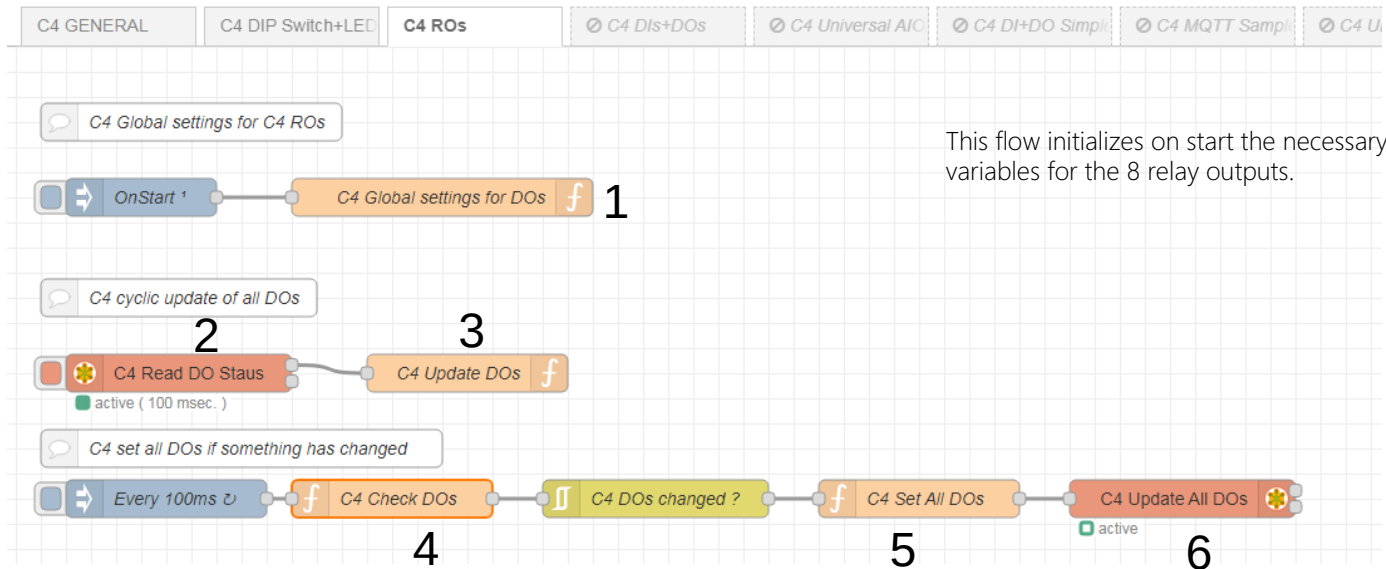 C4 GENERAL
C4 DIP Switch+LED
C4 ROs
C4 DIs+DOs
C4 Universal AIO
C4 DI+DO Simple
C4 MQTT Sample
C4 Global settings for C4 ROs
This flow initializes on start the necessary
variables for the 8 relay outputs.
OnStart ¹
C4 Global settings for DOs
1
C4 cyclic update of all DOs
2
3
C4 Read DO Staus
C4 Update DOs
active ( 100 msec. )
C4 set all DOs if something has changed
Every 100ms ↻
C4 Check DOs
C4 DOs changed ?
C4 Set All DOs
C4 Update All DOs
active
4
5
6